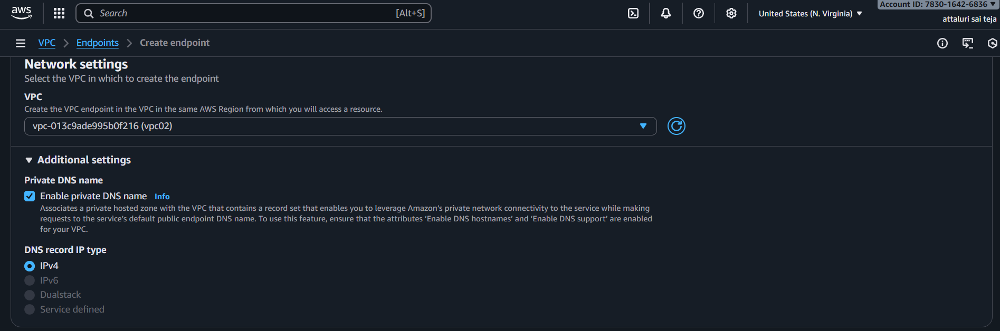 aws
Search
[Alt+S]
United States (N. Virginia)
Account ID: 7830-1642-6836
attaluri sai teja
VPC
Endpoints
Create endpoint
Network settings
Select the VPC in which to create the endpoint
VPC
Create the VPC endpoint in the VPC in the same AWS Region from which you will access a resource.
vpc-013c9ade995b0f216 (vpc02)
Additional settings
Private DNS name
Enable private DNS name Info
Associates a private hosted zone with the VPC that contains a record set that enables you to leverage Amazon’s private network connectivity to the service while making
requests to the service’s default public endpoint DNS name. To use this feature, ensure that the attributes ‘Enable DNS hostnames’ and ‘Enable DNS support’ are enabled
for your VPC.
DNS record IP type
IPv4
IPv6
Dualstack
Service defined